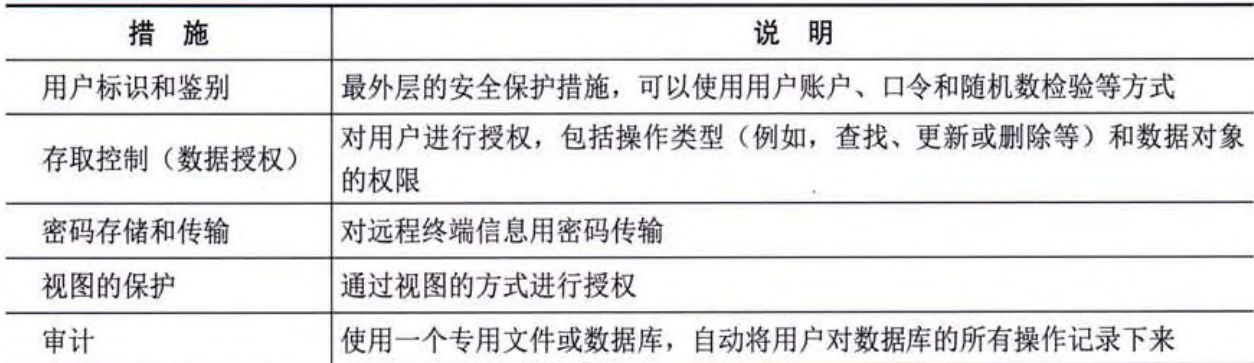 措 施 说 明
用户标识和鉴别 最外层的安全保护措施，可以使用用户账户、口令和随机数检验等方式
存取控制（数据授权） 对用户进行授权，包括操作类型（例如，查找、更新或删除等）和数据对象
的权限
密码存储和传输 对远程终端信息用密码传输
视图的保护 通过视图的方式进行授权
审计 使用一个专用文件或数据库，自动将用户对数据库的所有操作记录下来